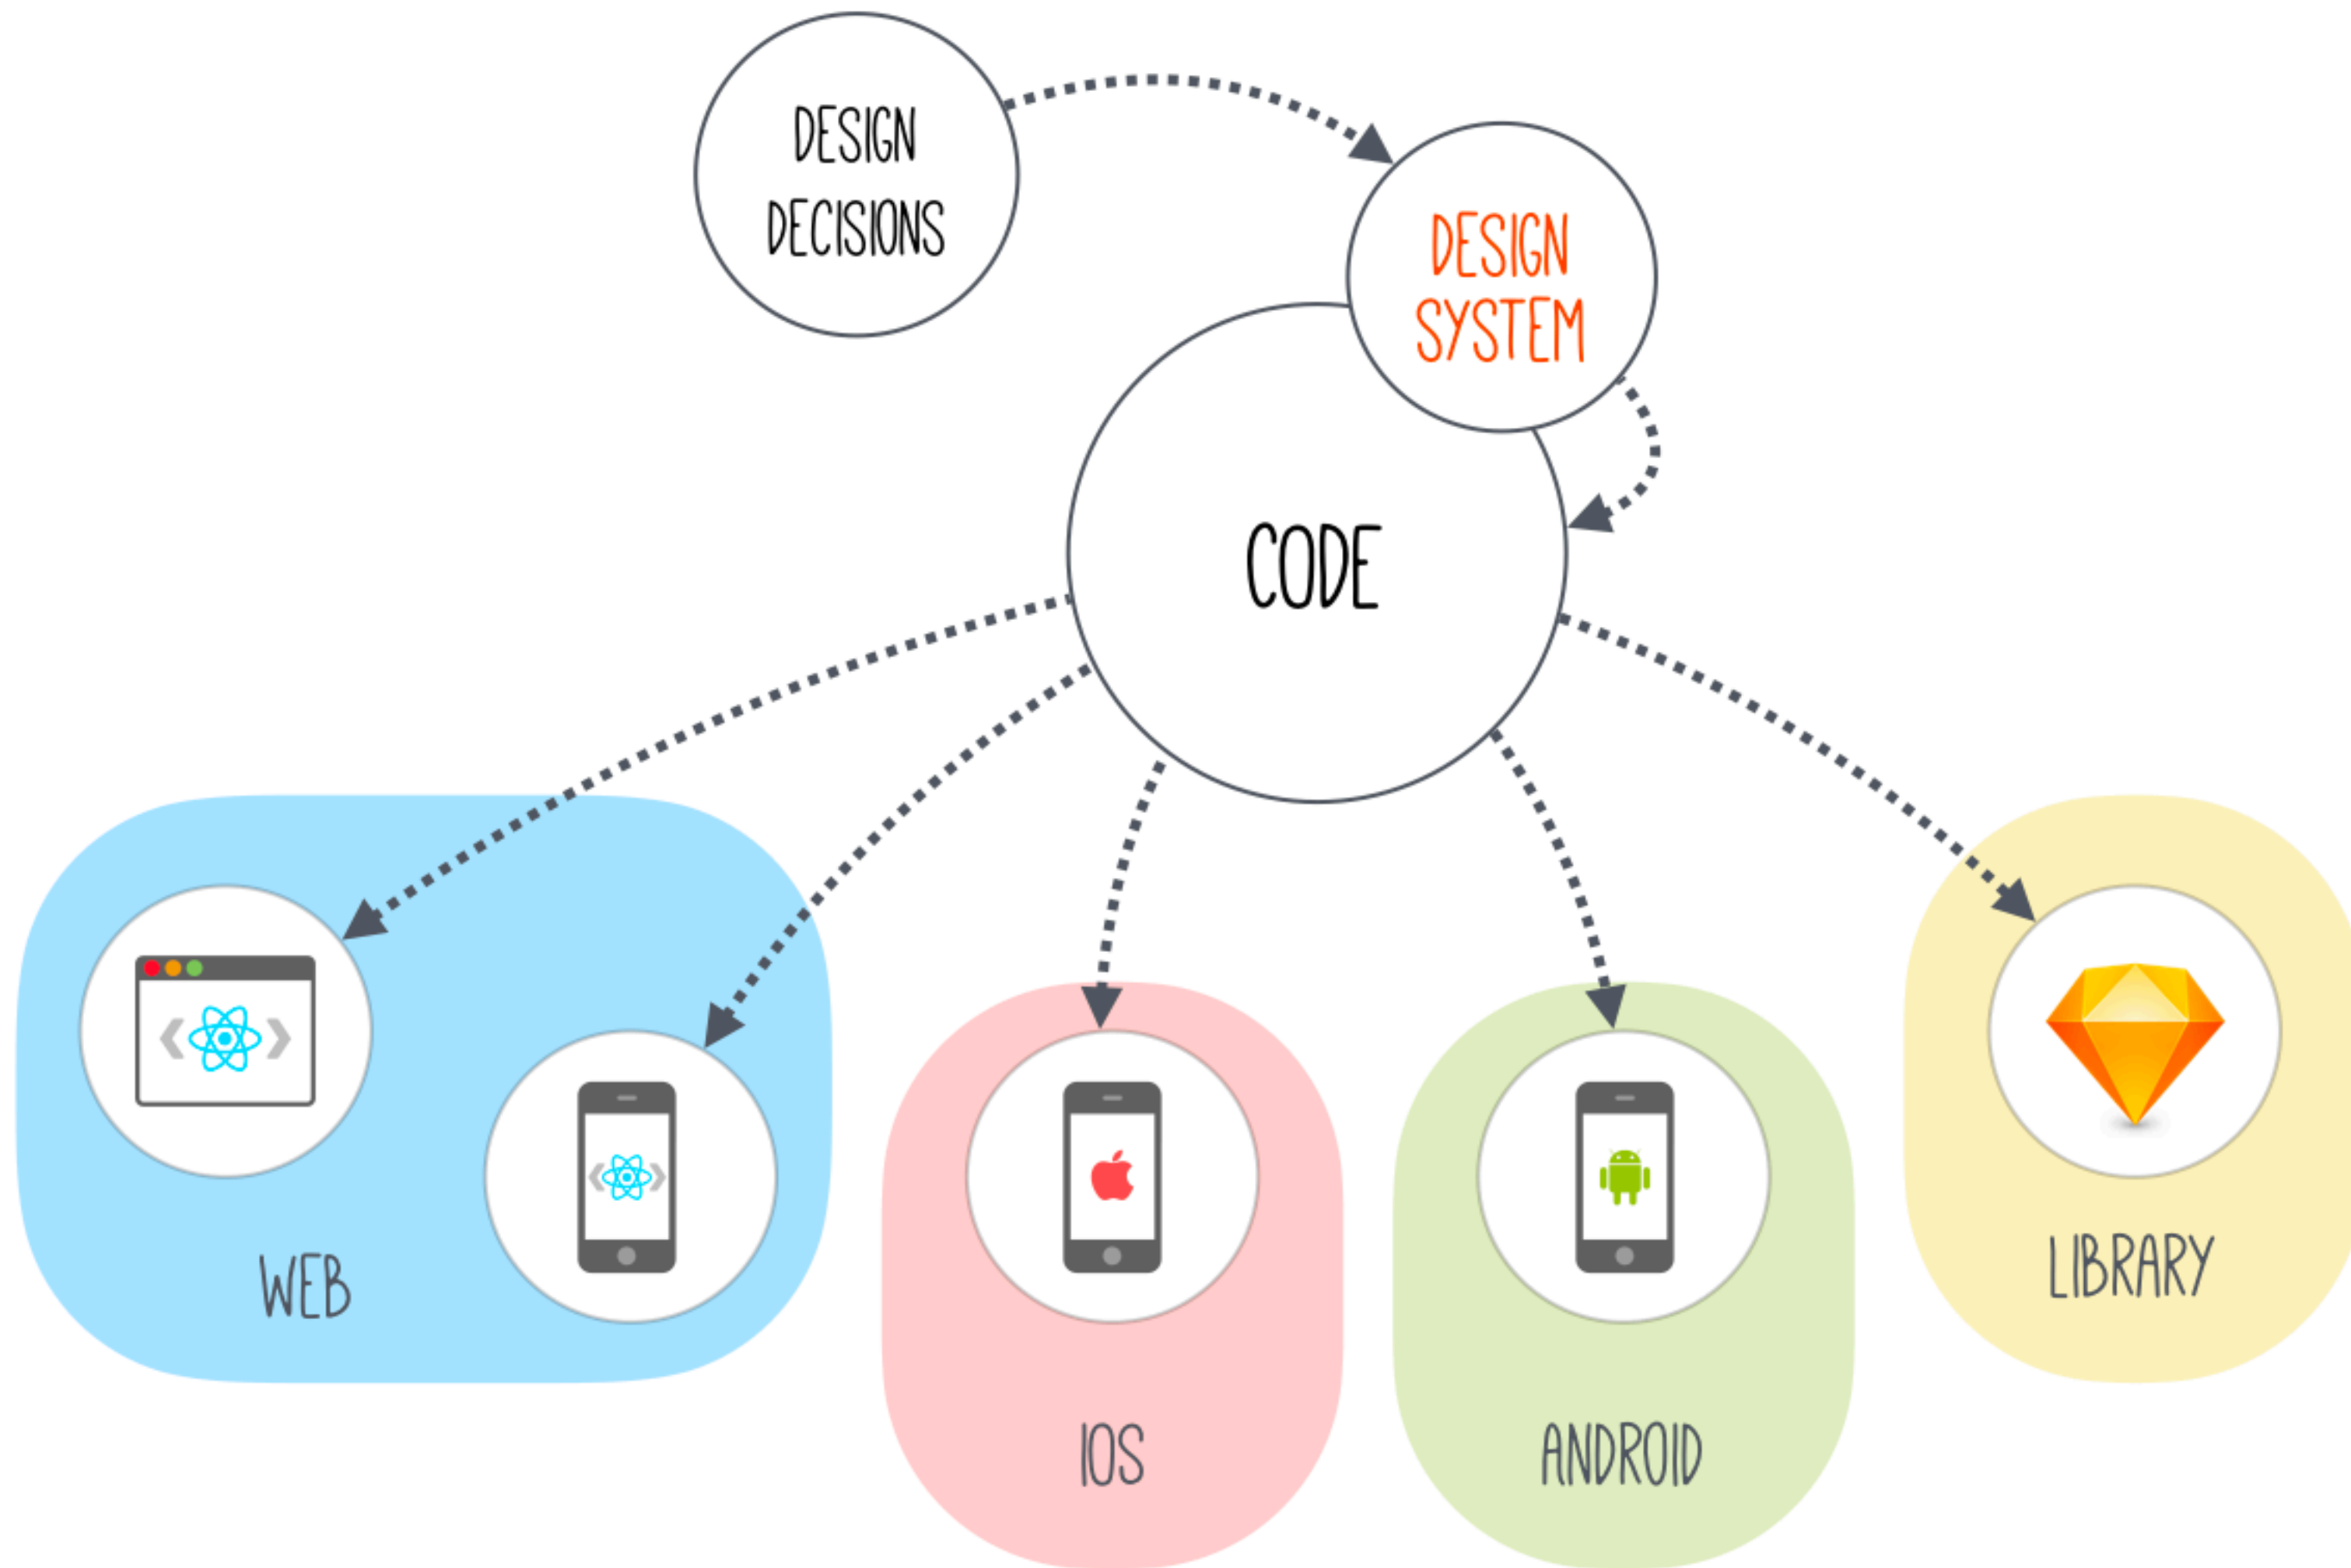 DESIGN
DECISIONS
DESIGN
SYSTEM
CODE
WEB
IOS
ANDROID
LIBRARY